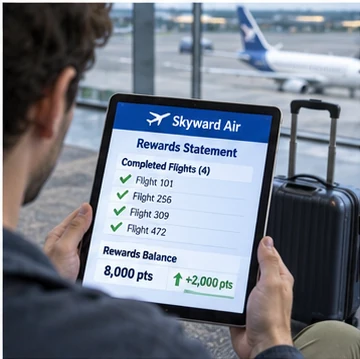 Skyward Air
Rewards Statement
Completed Flights (4)
Flight 101
Flight 256
Flight 309
Flight 472
Rewards Balance
8,000 pts
+2,000 pts